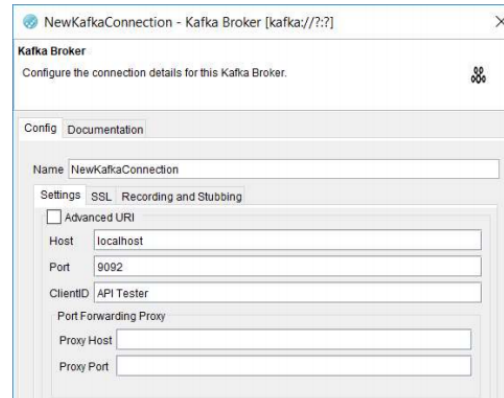 NewKafkaConnection - Kafka Broker [kafka://?:?]
Kafka Broker
Configure the connection details for this Kafka Broker.
Config Documentation
Name NewKafkaConnection
Settings SSL Recording and Stubbing
Advanced URI
Host localhost
Port 9092
ClientID API Tester
Port Forwarding Proxy
Proxy Host
Proxy Port